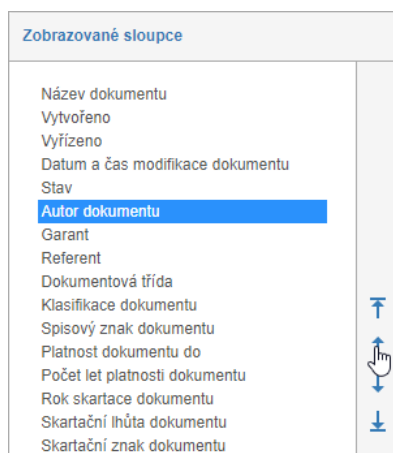 Zobrazované sloupce
Název dokumentu
Vytvořeno
Vyřízeno
Datum a čas modifikace dokumentu
Stav
Autor dokumentu
Garant
Referent
Dokumentová třída
Klasifikace dokumentu
Spisový znak dokumentu
Platnost dokumentu do
Počet let platnosti dokumentu
Rok skartace dokumentu
Skartační lhůta dokumentu
Skartační znak dokumentu